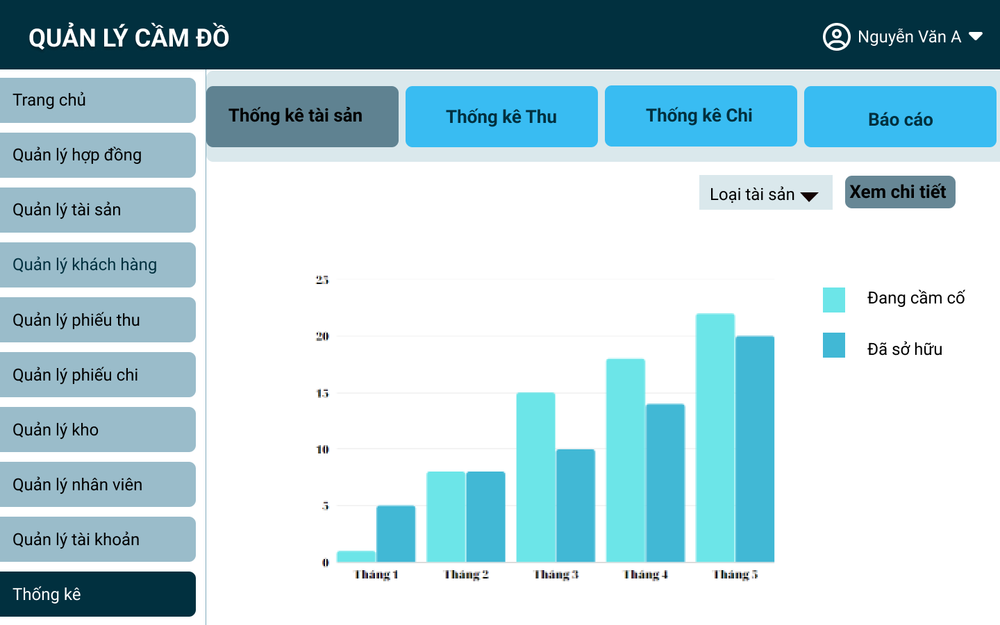 QUẢN LÝ CẦM ĐỒ
Nguyễn Văn A
Trang chủ
Quản lý hợp đồng
Quản lý tài sản
Quản lý khách hàng
Quản lý phiếu thu
Quản lý phiếu chi
Quản lý kho
Quản lý nhân viên
Quản lý tài khoản
Thống kê
Thống kê tài sản
Thống kê Thu
Thống kê Chi
Báo cáo
Loại tài sản
Xem chi tiết
25
20
15
10
5
0
Tháng 1
Tháng 2
Tháng 3
Tháng 4
Tháng 5
Đang cầm cố
Đã sở hữu